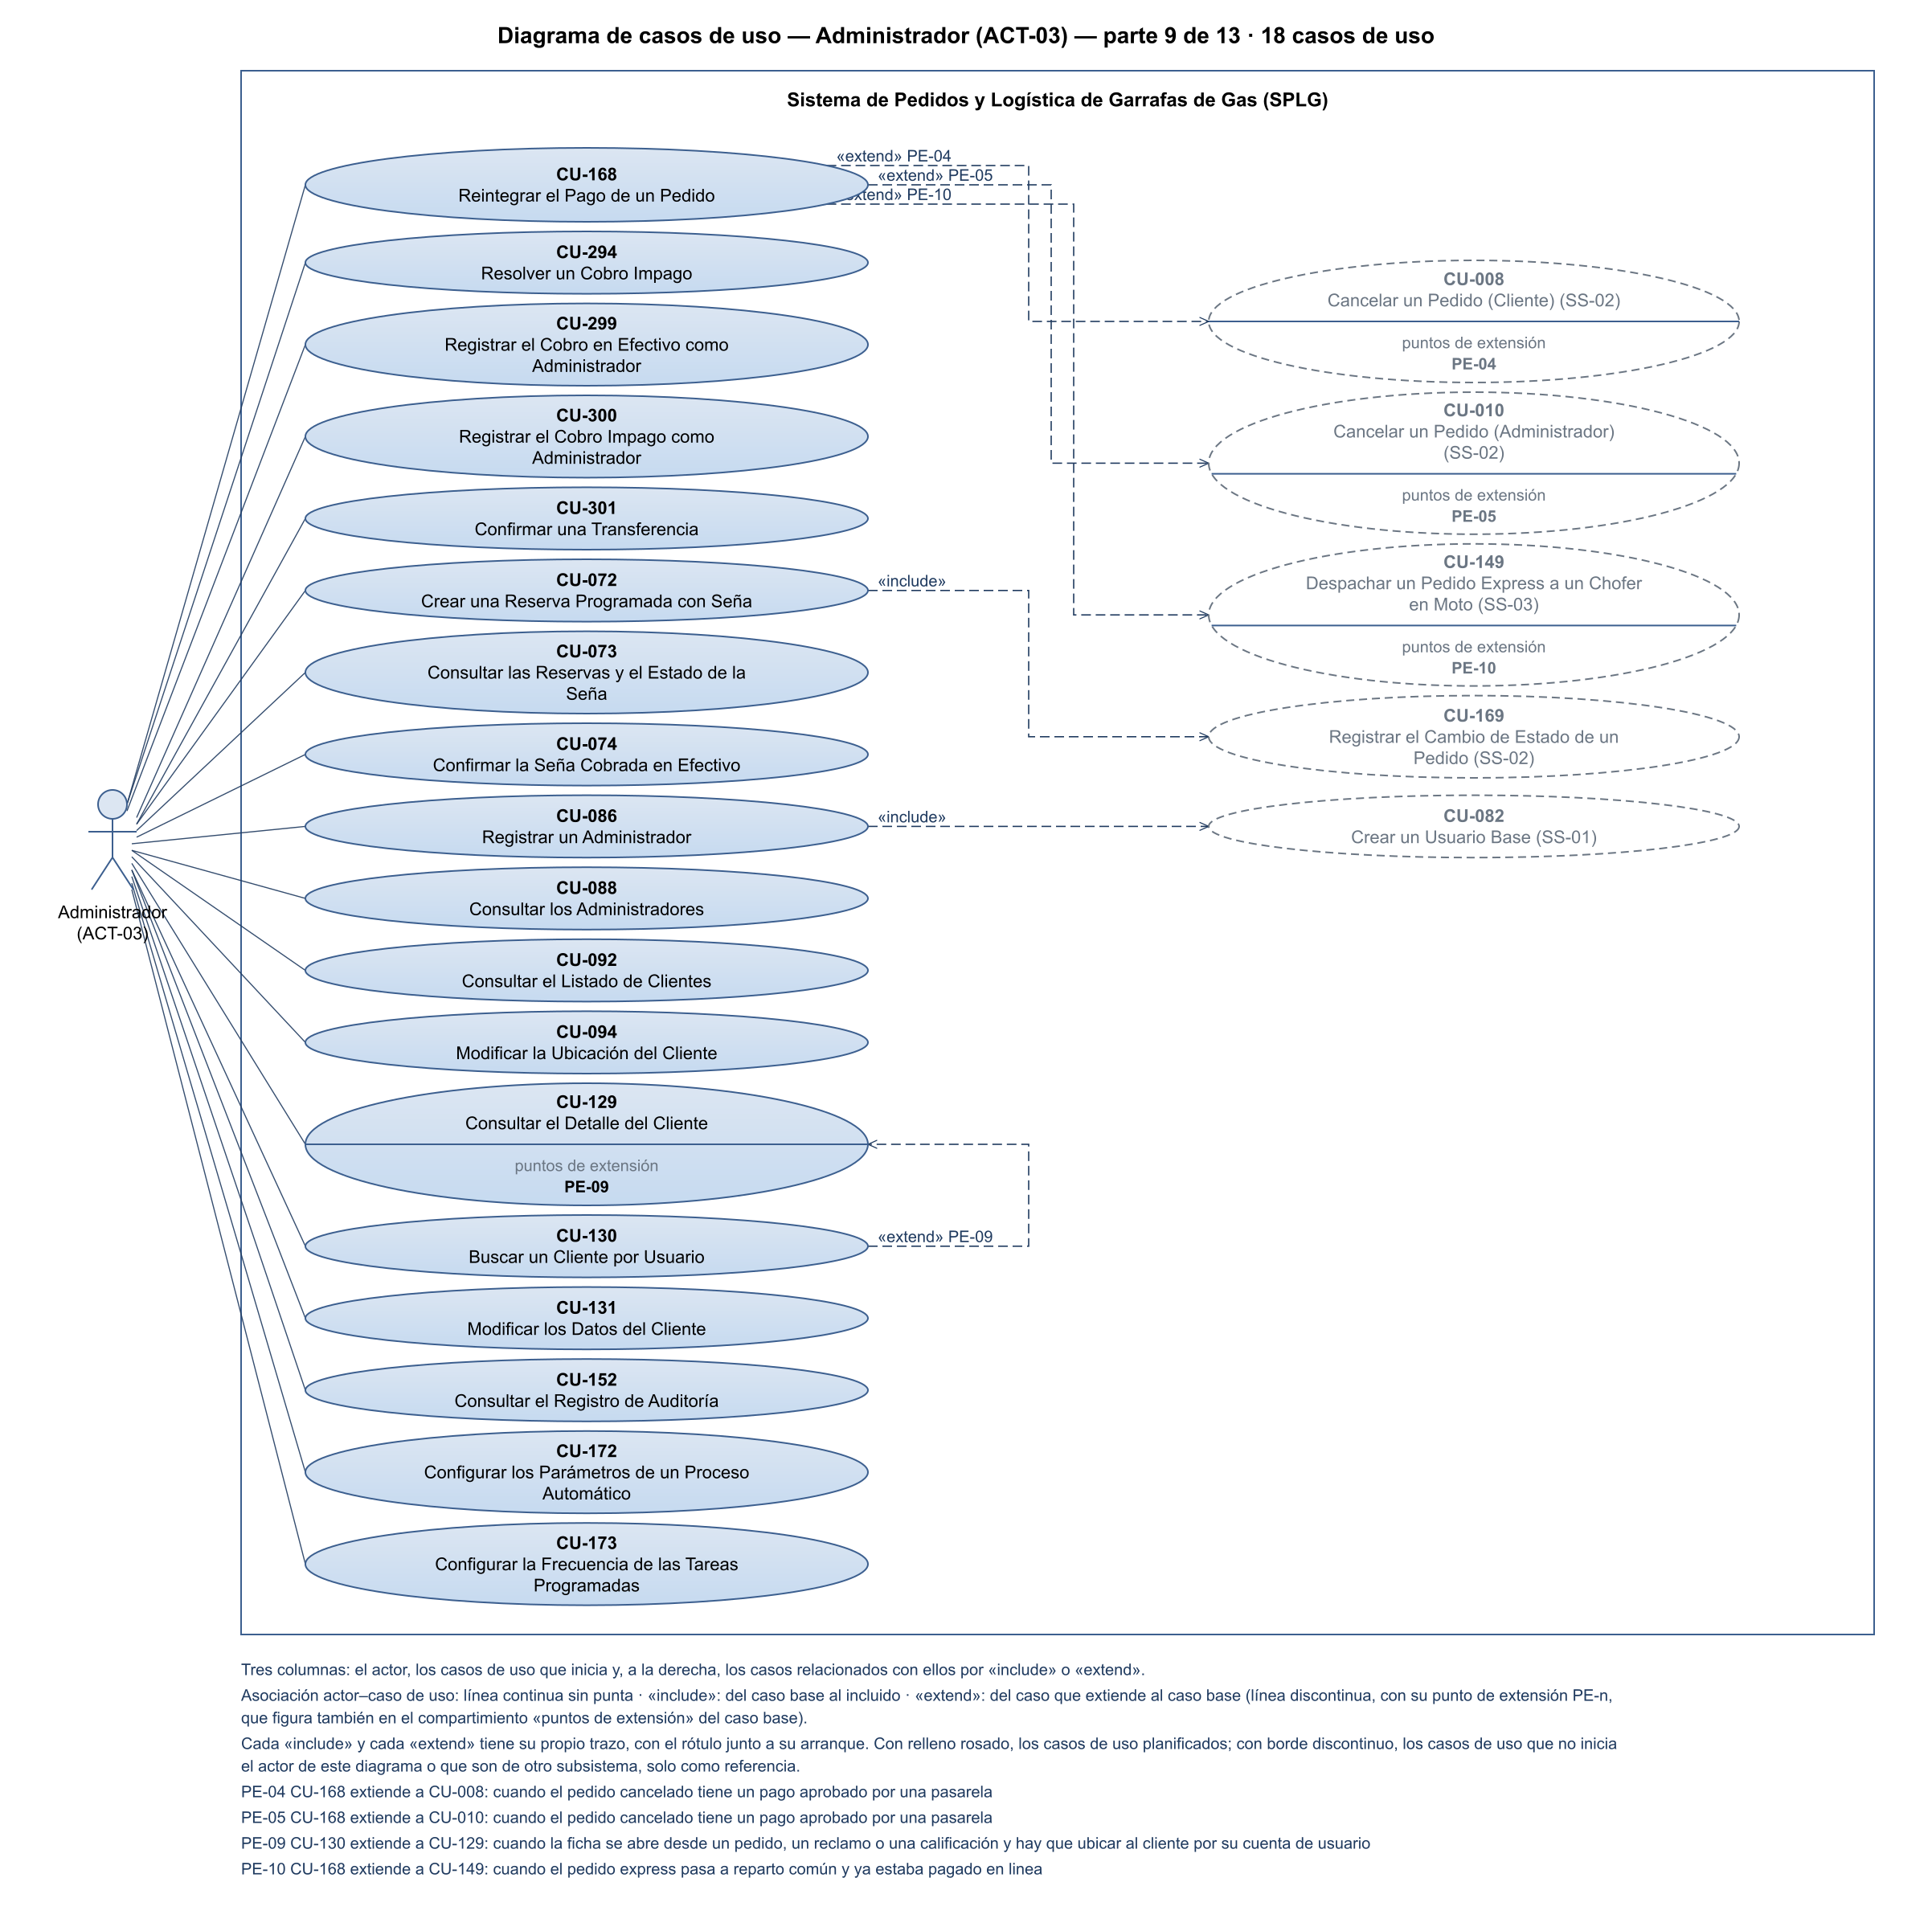 Diagrama de casos de uso — Administrador (ACT-03) — parte 9 de 13 · 18 casos de uso
Sistema de Pedidos y Logística de Garrafas de Gas (SPLG)
CU-168
Reintegrar el Pago de un Pedido
«extend» PE-04
«extend» PE-05
extend» PE-10
CU-294
Resolver un Cobro Impago
CU-299
Registrar el Cobro en Efectivo como
Administrador
CU-300
Registrar el Cobro Impago como
Administrador
CU-301
Confirmar una Transferencia
CU-072
Crear una Reserva Programada con Seña
«include»
CU-073
Consultar las Reservas y el Estado de la
Seña
CU-074
Confirmar la Seña Cobrada en Efectivo
CU-086
Registrar un Administrador
«include»
CU-088
Consultar los Administradores
CU-092
Consultar el Listado de Clientes
CU-094
Modificar la Ubicación del Cliente
CU-129
Consultar el Detalle del Cliente
puntos de extensión
PE-09
CU-130
Buscar un Cliente por Usuario
«extend» PE-09
CU-131
Modificar los Datos del Cliente
CU-152
Consultar el Registro de Auditoría
CU-172
Configurar los Parámetros de un Proceso
Automático
CU-173
Configurar la Frecuencia de las Tareas
Programadas
CU-008
Cancelar un Pedido (Cliente) (SS-02)
puntos de extensión
PE-04
CU-010
Cancelar un Pedido (Administrador)
(SS-02)
puntos de extensión
PE-05
CU-149
Despachar un Pedido Express a un Chofer
en Moto (SS-03)
puntos de extensión
PE-10
CU-169
Registrar el Cambio de Estado de un
Pedido (SS-02)
CU-082
Crear un Usuario Base (SS-01)
Administrador
(ACT-03)
Tres columnas: el actor, los casos de uso que inicia y, a la derecha, los casos relacionados con ellos por «include» o «extend».
Asociación actor–caso de uso: línea continua sin punta · «include»: del caso base al incluido · «extend»: del caso que extiende al caso base (línea discontinua, con su punto de extensión PE-n,
que figura también en el compartimiento «puntos de extensión» del caso base).
Cada «include» y cada «extend» tiene su propio trazo, con el rótulo junto a su arranque. Con relleno rosado, los casos de uso planificados; con borde discontinuo, los casos de uso que no inicia
el actor de este diagrama o que son de otro subsistema, solo como referencia.
PE-04 CU-168 extiende a CU-008: cuando el pedido cancelado tiene un pago aprobado por una pasarela
PE-05 CU-168 extiende a CU-010: cuando el pedido cancelado tiene un pago aprobado por una pasarela
PE-09 CU-130 extiende a CU-129: cuando la ficha se abre desde un pedido, un reclamo o una calificación y hay que ubicar al cliente por su cuenta de usuario
PE-10 CU-168 extiende a CU-149: cuando el pedido express pasa a reparto común y ya estaba pagado en linea